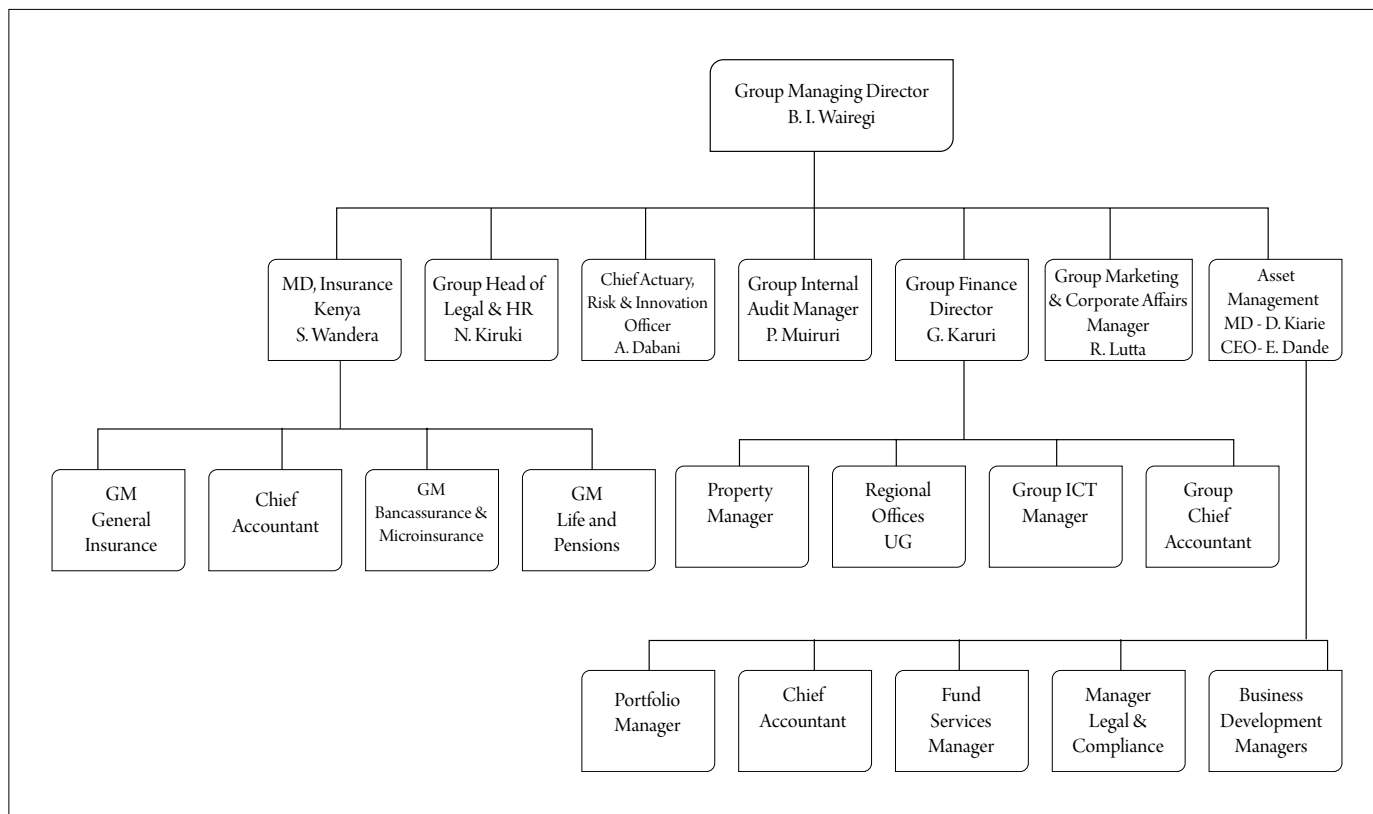 Group Managing Director
B. I. Wairegi
MD, Insurance
Kenya
S. Wandera
Group Head of
Legal & HR
N. Kiruki
Chief Actuary,
Risk & Innovation
Officer
A. Dabani
Group Internal
Audit Manager
P. Muiruri
Group Finance
Director
G. Karuri
Group Marketing
& Corporate Affairs
Manager
R. Lutta
Asset
Management
MD - D. Kiarie
CEO- E. Dande
GM
General
Insurance
Chief
Accountant
GM
Bancassurance &
Microinsurance
GM
Life and
Pensions
Property
Manager
Regional
Offices
UG
Group ICT
Manager
Group
Chief
Accountant
Portfolio
Manager
Chief
Accountant
Fund
Services
Manager
Manager
Legal &
Compliance
Business
Development
Managers